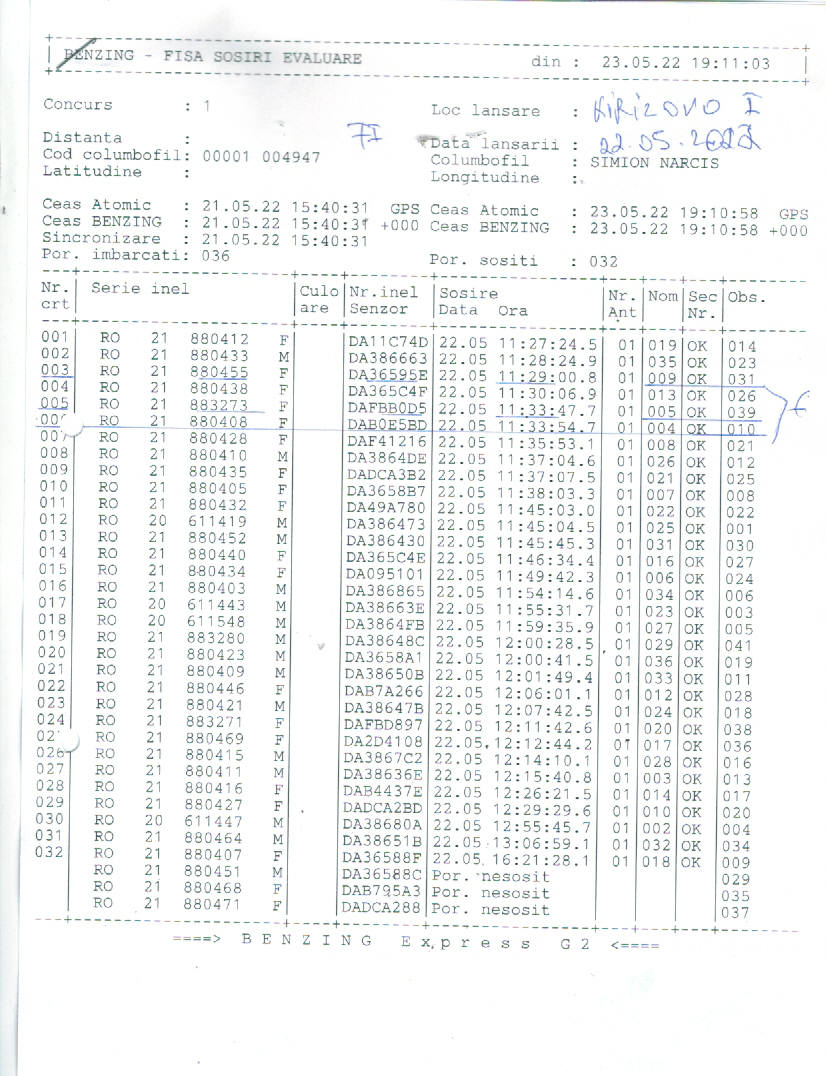 BENZING - FISA SOSIRI EVALUARE din : 23.05.22 19:11:03
Concurs : 1 Loc lansare : KIRIZOVO I
FI
Distanta : Data lansarii : 22.05.2022
Cod columbofil: 00001 004947 Columbofil : SIMION NARCIS
Latitudine : Longitudine :
Ceas Atomic : 21.05.22 15:40:31 GPS Ceas Atomic : 23.05.22 19:10:58 GPS
Ceas BENZING : 21.05.22 15:40:31 +000 Ceas BENZING : 23.05.22 19:10:58 +000
Sincronizare : 21.05.22 15:40:31
Por. imbarcati: 036 Por. sositi : 032
Nr. Serie inel Culo Nr.inel Sosire Nr. Nom Sec Obs.
crt are Senzor Data Ora Ant Nr.
001 RO 21 880412 F DA11C74D 22.05 11:27:24.5 01 019 OK 014
002 RO 21 880433 M DA386663 22.05 11:28:24.9 01 035 OK 023
003 RO 21 880455 F DA36595E 22.05 11:29:00.8 01 009 OK 031
004 RO 21 880438 F DA365C4F 22.05 11:30:06.9 01 013 OK 026
005 RO 21 883273 F DAFBB0D5 22.05 11:33:47.7 01 005 OK 039
00 RO 21 880408 F DAB0E5BD 22.05 11:33:54.7 01 004 OK 010
007 RO 21 880428 F DAF41216 22.05 11:35:53.1 01 008 OK 021
008 RO 21 880410 M DA3864DE 22.05 11:37:04.6 01 026 OK 012
009 RO 21 880435 F DADCA3B2 22.05 11:37:07.5 01 021 OK 025
010 RO 21 880405 F DA3658B7 22.05 11:38:03.3 01 007 OK 008
011 RO 21 880432 F DA49A780 22.05 11:45:03.0 01 022 OK 022
012 RO 20 611419 M DA386473 22.05 11:45:04.5 01 025 OK 001
013 RO 21 880452 M DA386430 22.05 11:45:45.3 01 031 OK 030
014 RO 21 880440 F DA365C4E 22.05 11:46:34.4 01 016 OK 027
015 RO 21 880434 F DA095101 22.05 11:49:42.3 01 006 OK 024
016 RO 21 880403 M DA386865 22.05 11:54:14.6 01 034 OK 006
017 RO 20 611443 M DA38663E 22.05 11:55:31.7 01 023 OK 003
018 RO 20 611548 M DA3864FB 22.05 11:59:35.9 01 027 OK 005
019 RO 21 883280 M DA38648C 22.05 12:00:28.5 01 029 OK 041
020 RO 21 880423 M DA3658A1 22.05 12:00:41.5 01 036 OK 019
021 RO 21 880409 M DA38650B 22.05 12:01:49.4 01 033 OK 011
022 RO 21 880446 F DAB7A266 22.05 12:06:01.1 01 012 OK 028
023 RO 21 880421 M DA38647B 22.05 12:07:42.5 01 024 OK 018
024 RO 21 883271 F DAFBD897 22.05 12:11:42.6 01 020 OK 038
02 RO 21 880469 F DA2D4108 22.05 12:12:44.2 01 017 OK 036
026 RO 21 880415 M DA3867C2 22.05 12:14:10.1 01 028 OK 016
027 RO 21 880411 M DA38636E 22.05 12:15:40.8 01 003 OK 013
028 RO 21 880416 F DAB4437E 22.05 12:26:21.5 01 014 OK 017
029 RO 21 880427 F DADCA2BD 22.05 12:29:29.6 01 010 OK 020
030 RO 20 611447 M DA38680A 22.05 12:55:45.7 01 002 OK 004
031 RO 21 880464 M DA38651B 22.05 13:06:59.1 01 032 OK 034
032 RO 21 880407 F DA36588F 22.05 16:21:28.1 01 018 OK 009
RO 21 880451 M DA36588C Por. nesosit 029
RO 21 880468 F DAB795A3 Por. nesosit 035
RO 21 880471 F DADCA288 Por. nesosit 037
====> B E N Z I N G E x p r e s s G 2 <====